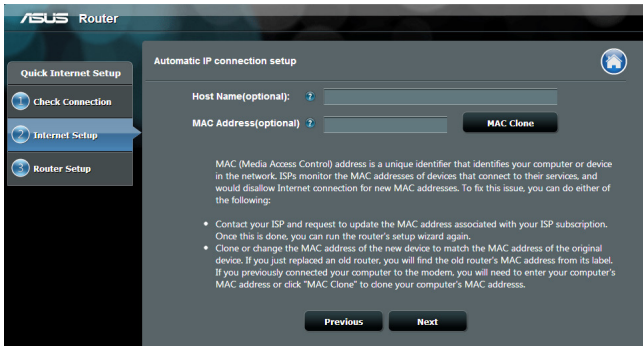 ASUS Router
Quick Internet Setup
1 Check Connection
2 Internet Setup
3 Router Setup
Automatic IP connection setup
Host Name(optional): ?
MAC Address(optional) ? MAC Clone
MAC (Media Access Control) address is a unique identifier that identifies your computer or device
in the network. ISPs monitor the MAC addresses of devices that connect to their services, and
would disallow Internet connection for new MAC addresses. To fix this issue, you can do either of
the following:
• Contact your ISP and request to update the MAC address associated with your ISP subscription.
Once this is done, you can run the router's setup wizard again.
• Clone or change the MAC address of the new device to match the MAC address of the original
device. If you just replaced an old router, you will find the old router's MAC address from its label.
If you previously connected your computer to the modem, you will need to enter your computer's
MAC address or click "MAC Clone" to clone your computer's MAC addresss.
Previous Next